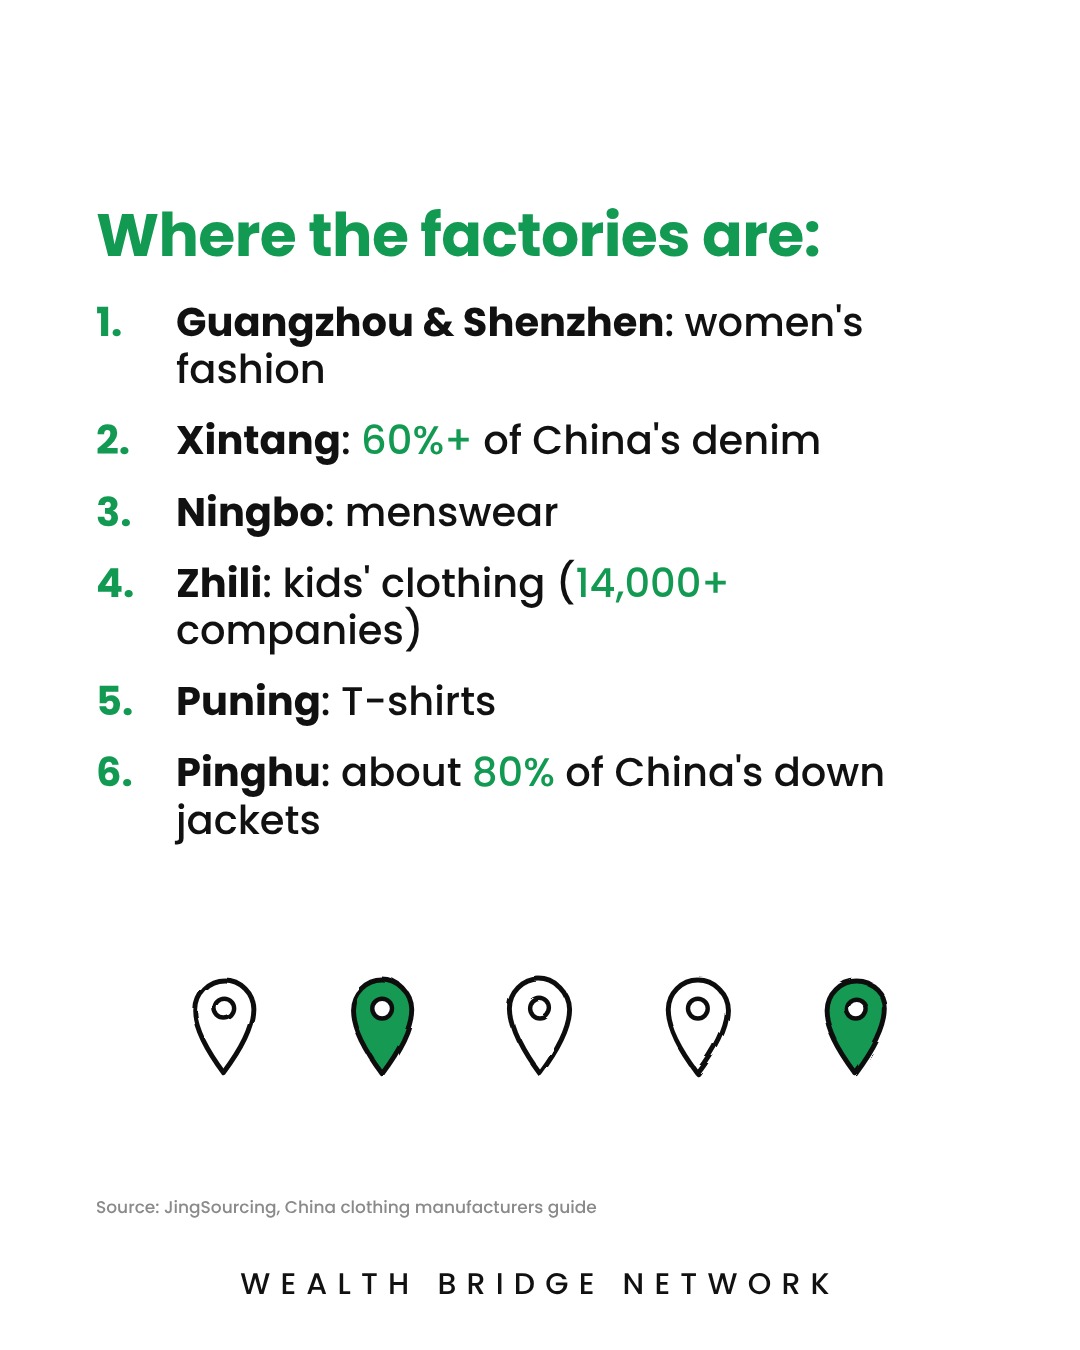 Where the factories are:
1. Guangzhou & Shenzhen: women's
fashion
2. Xintang: 60%+ of China's denim
3. Ningbo: menswear
4. Zhili: kids' clothing (14,000+
companies)
5. Puning: T-shirts
6. Pinghu: about 80% of China's down
jackets
Source: JingSourcing, China clothing manufacturers guide
WEALTH BRIDGE NETWORK